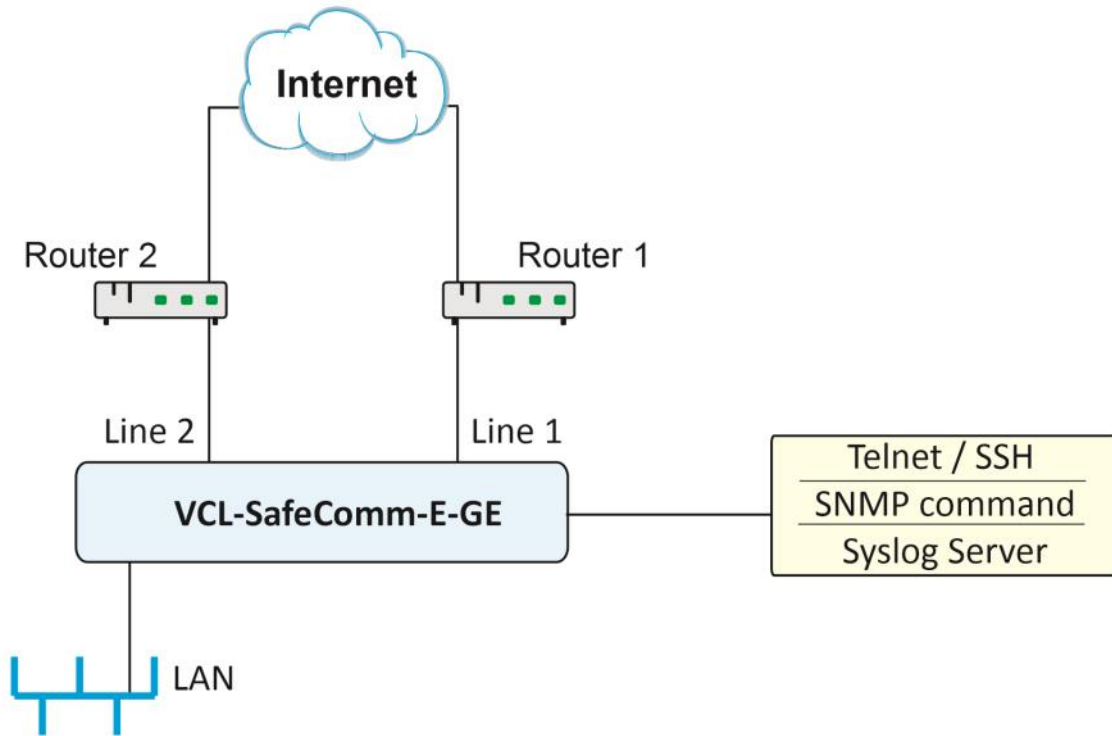 Internet
Router 2
Router 1
Line 2
Line 1
VCL-SafeComm-E-GE
Telnet / SSH
SNMP command
Syslog Server
LAN